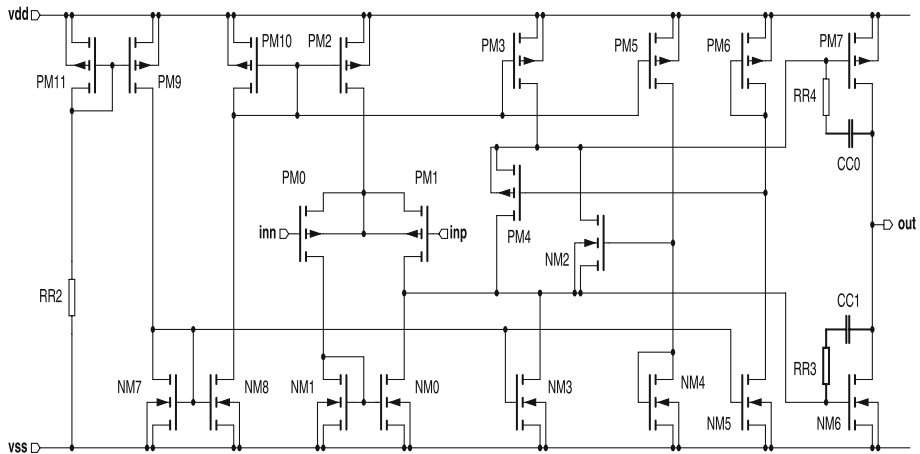 vdd
PM11
PM9
PM10
PM2
PM3
PM5
PM6
PM7
RR4
CC0
PM0
PM1
inn
inp
PM4
NM2
out
RR2
CC1
RR3
NM7
NM8
NM1
NM0
NM3
NM4
NM5
NM6
vss